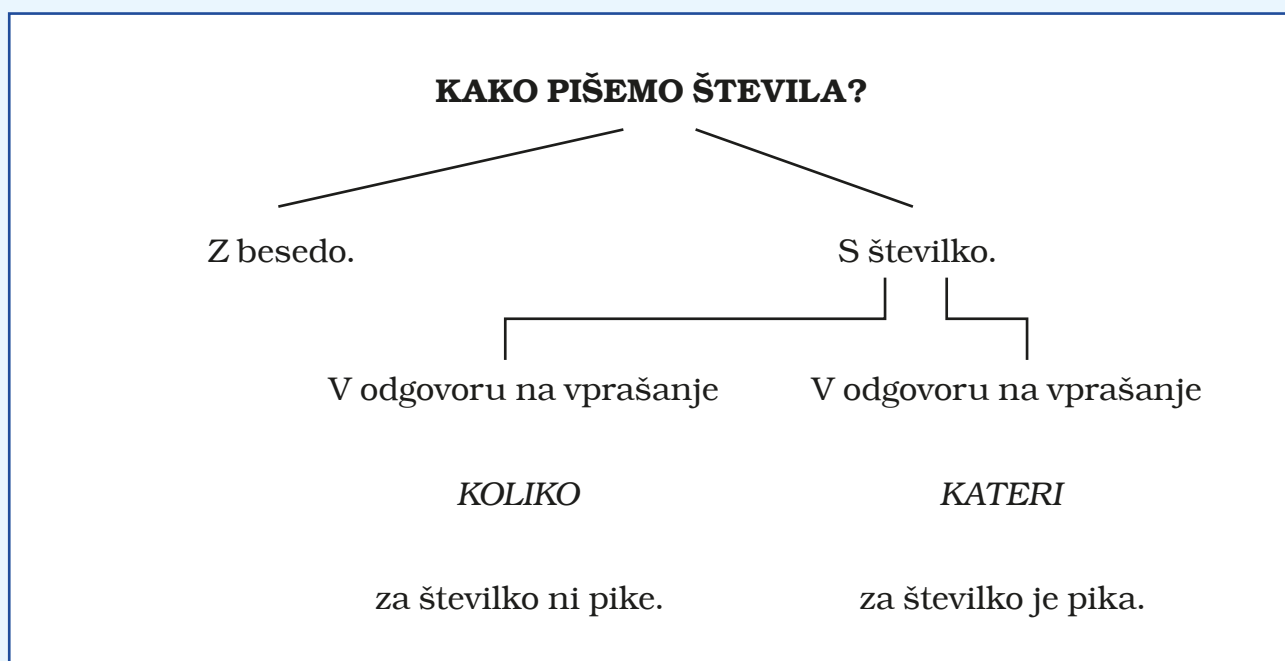 KAKO PIŠEMO ŠTEVILA?
Z besedo.
S številko.
V odgovoru na vprašanje
KOLIKO
za številko ni pike.
V odgovoru na vprašanje
KATERI
za številko je pika.